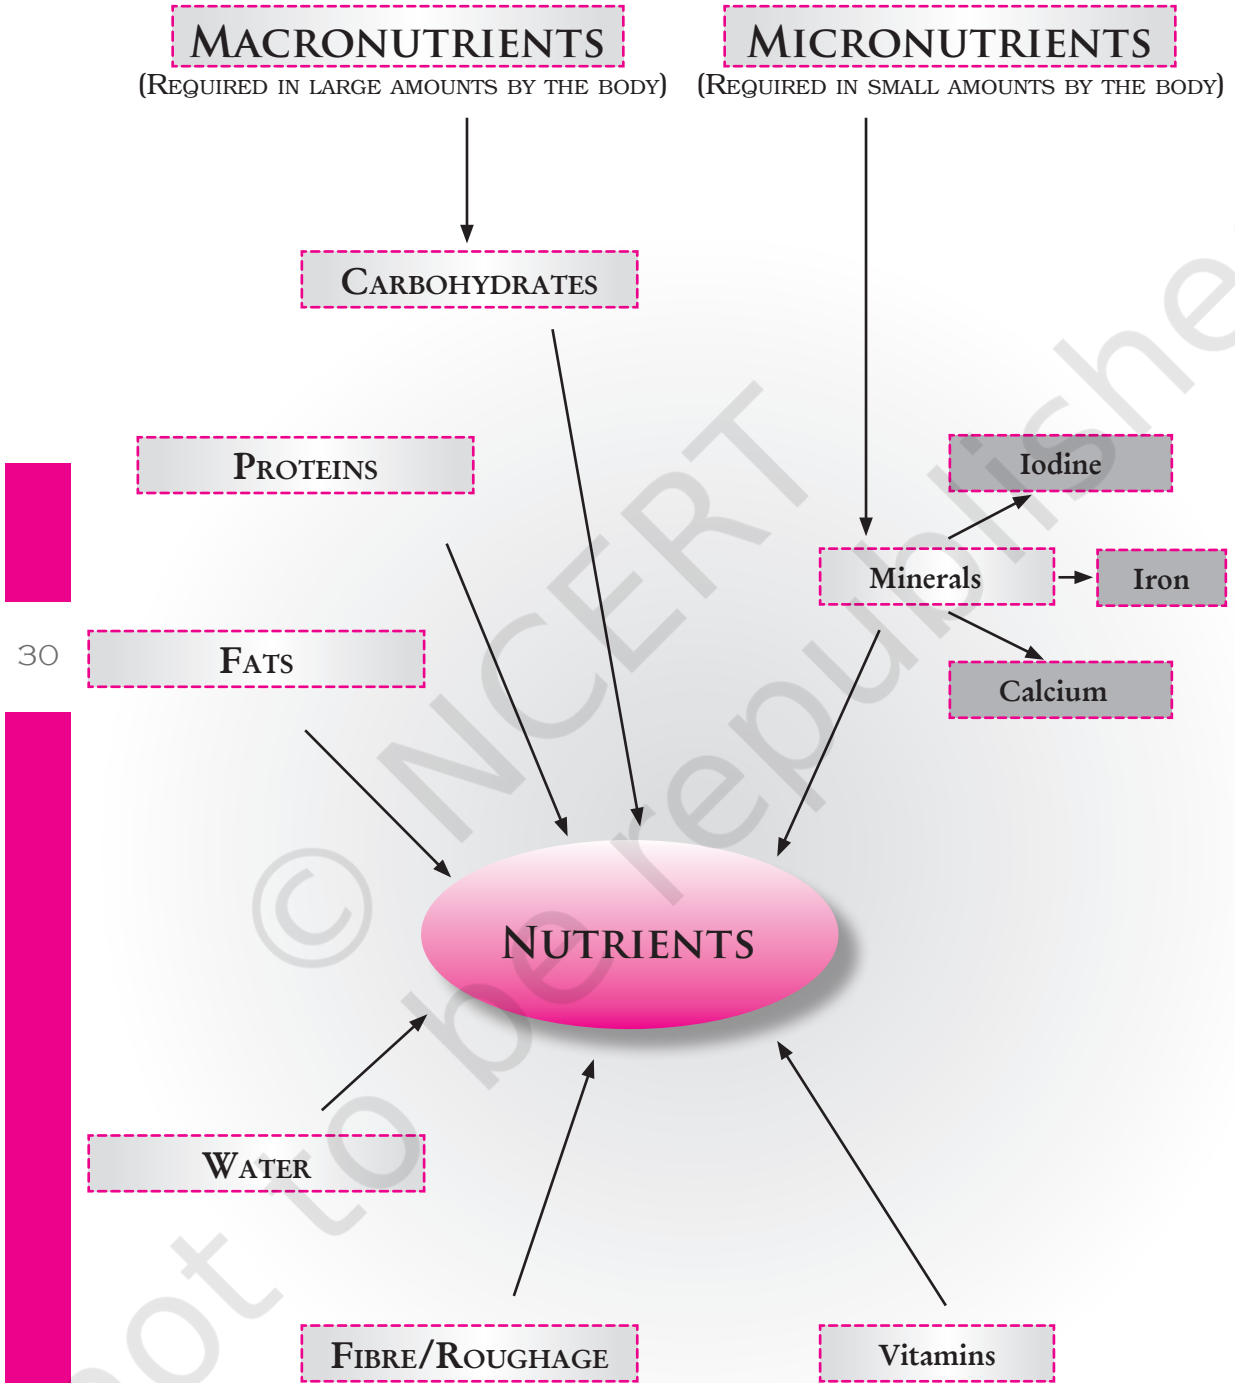 MACRONUTRIENTS
(REQUIRED IN LARGE AMOUNTS BY THE BODY)
MICRONUTRIENTS
(REQUIRED IN SMALL AMOUNTS BY THE BODY)
CARBOHYDRATES
PROTEINS
Iodine
Minerals
Iron
30
FATS
Calcium
NUTRIENTS
WATER
FIBRE/ROUGHAGE
Vitamins
© NCERT
not to be republishe